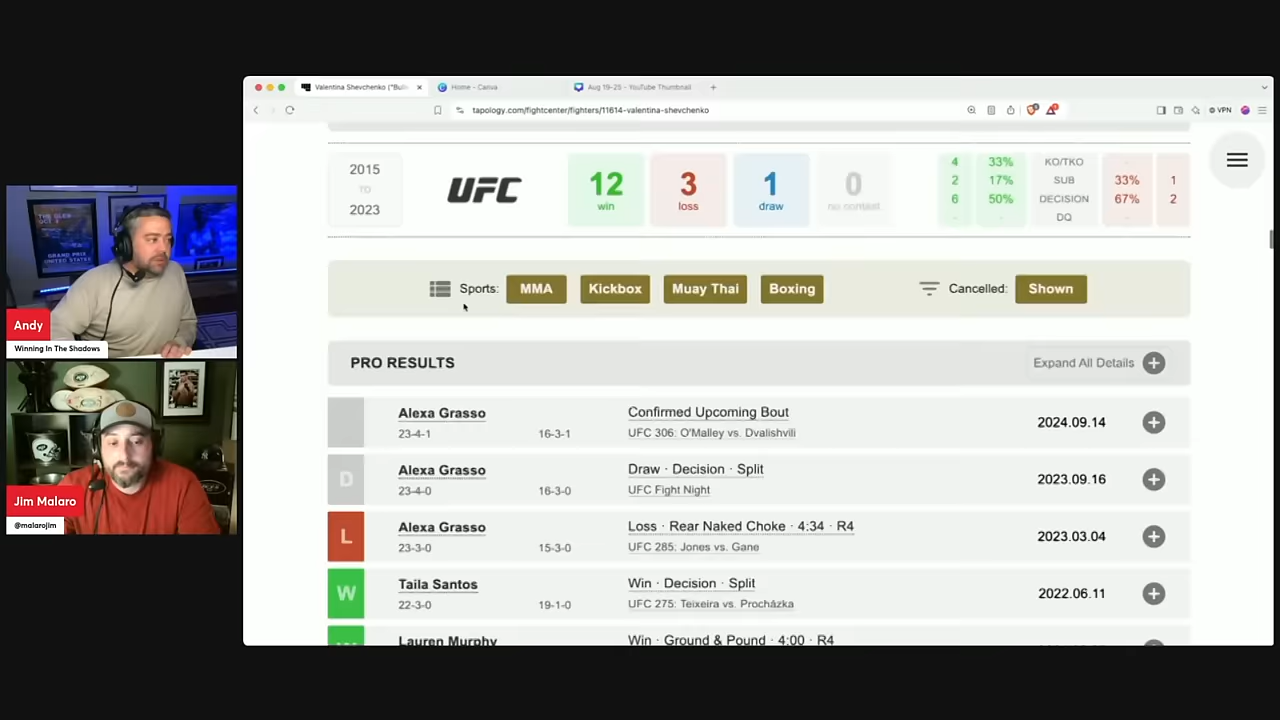 Valentina Shevchenko ("Bulle
Home - Canva
Aug 19-25 - YouTube Thumbnail
tapology.com/fightcenter/fighters/11614-valentina-shevchenko
VPN
2015
TO
2023
UFC
12
win
3
loss
1
draw
0
no contest
4 33% KO/TKO - -
2 17% SUB 33% 1
6 50% DECISION 67% 2
- - DQ - -
Sports: MMA Kickbox Muay Thai Boxing Cancelled: Shown
PRO RESULTS Expand All Details
Alexa Grasso Confirmed Upcoming Bout 2024.09.14
23-4-1 16-3-1 UFC 306: O'Malley vs. Dvalishvili
D Alexa Grasso Draw · Decision · Split 2023.09.16
23-4-0 16-3-0 UFC Fight Night
L Alexa Grasso Loss · Rear Naked Choke · 4:34 · R4 2023.03.04
23-3-0 15-3-0 UFC 285: Jones vs. Gane
W Taila Santos Win · Decision · Split 2022.06.11
22-3-0 19-1-0 UFC 275: Teixeira vs. Procházka
Lauren Murphy Win · Ground & Pound · 4:00 · R4
GRAND PRIX
UNITED STATES
Andy
Winning In The Shadows
Jim Malaro
@malarojim